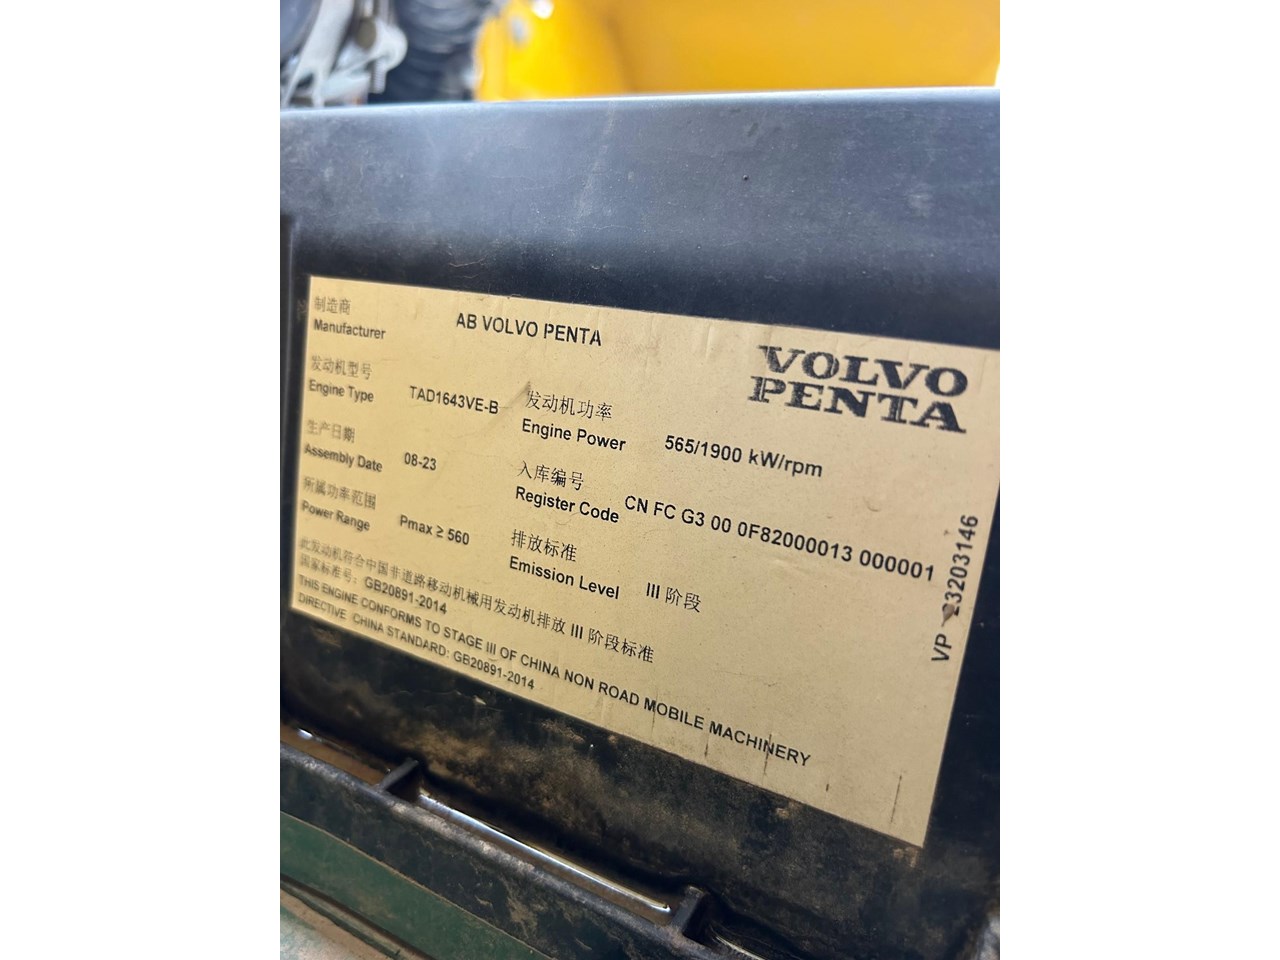 制造商
Manufacturer
AB VOLVO PENTA
VOLVO
PENTA
发动机型号
Engine Type
TAD1643VE-B
发动机功率
Engine Power
565/1900 kW/rpm
生产日期
Assembly Date
08-23
入库编号
Register Code
CN FC G3 00 0F82000013 000001
所属功率范围
Power Range
Pmax ≥ 560
排放标准
Emission Level
III 阶段
此发动机符合中国非道路移动机械用发动机排放 III 阶段标准
国家标准号：GB20891-2014
THIS ENGINE CONFORMS TO STAGE III OF CHINA NON ROAD MOBILE MACHINERY
DIRECTIVE CHINA STANDARD: GB20891-2014
VP 23203146